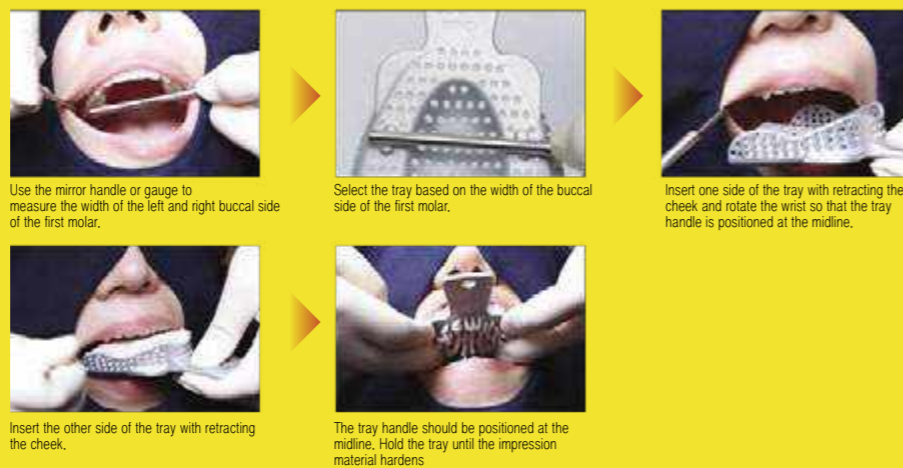 Use the mirror handle or gauge to
measure the width of the left and right buccal side
of the first molar.
Select the tray based on the width of the buccal
side of the first molar.
Insert one side of the tray with retracting the
cheek and rotate the wrist so that the tray
handle is positioned at the midline.
Insert the other side of the tray with retracting
the cheek.
The tray handle should be positioned at the
midline. Hold the tray until the impression
material hardens